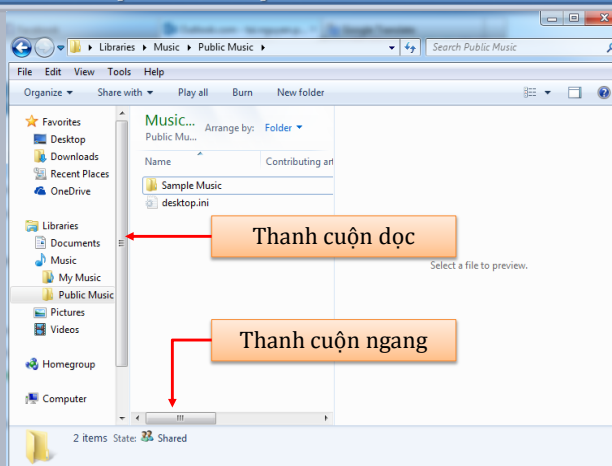 Libraries Music Public Music
Search Public Music
File Edit View Tools Help
Organize Share with Play all Burn New folder
Favorites
Desktop
Downloads
Recent Places
OneDrive
Libraries
Documents
Music
My Music
Public Music
Pictures
Videos
Homegroup
Computer
Music...
Public Mu...
Arrange by: Folder
Name Contributing art
Sample Music
desktop.ini
Thanh cuộn dọc
Select a file to preview.
Thanh cuộn ngang
2 items State: Shared